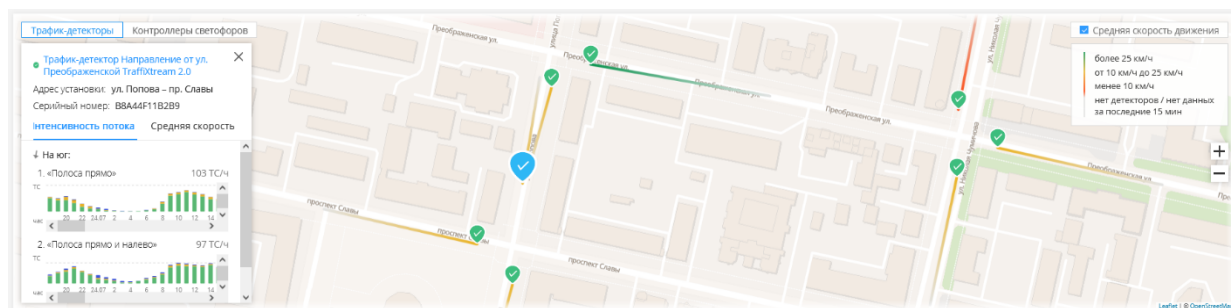 Трафик-детекторы
Контроллеры светофоров
Трафик-детектор Направление от ул.
Преображенской TraffiXtream 2.0
Адрес установки: ул. Попова – пр. Славы
Серийный номер: B8A44F11B2B9
Интенсивность потока
Средняя скорость
На юг:
1. «Полоса прямо»
103 ТС/ч
ТС
час
20 22 24.07 2 4 6 8 10 12 14
2. «Полоса прямо и налево»
97 ТС/ч
ТС
час
20 22 24.07 2 4 6 8 10 12 14
Преображенская ул.
Преображенская ул.
Преображенская ул.
Преображенская ул.
проспект Славы
проспект Славы
проспект Славы
Средняя скорость движения
более 25 км/ч
от 10 км/ч до 25 км/ч
менее 10 км/ч
нет детекторов / нет данных
за последние 15 мин
+
−
Leaflet | © OpenStreetMa